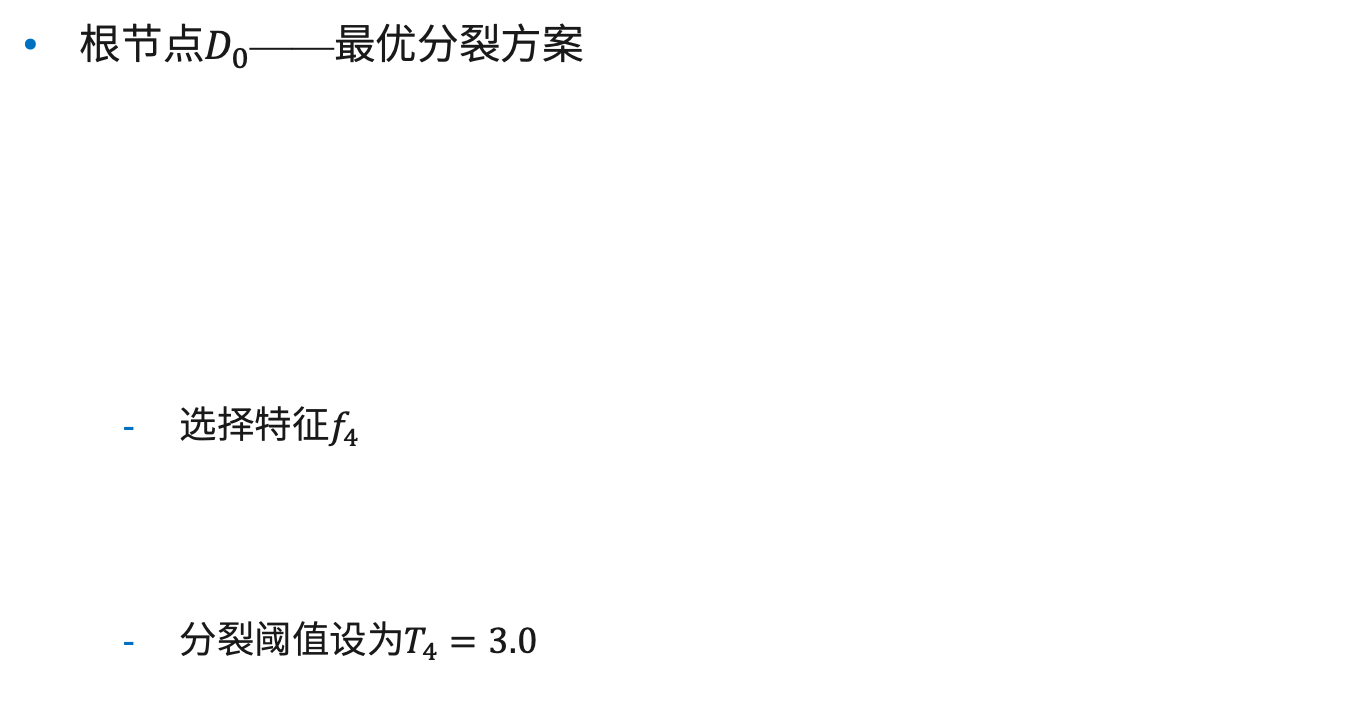 • 根节点D₀——最优分裂方案
- 选择特征f₄
- 分裂阈值设为T₄ = 3.0